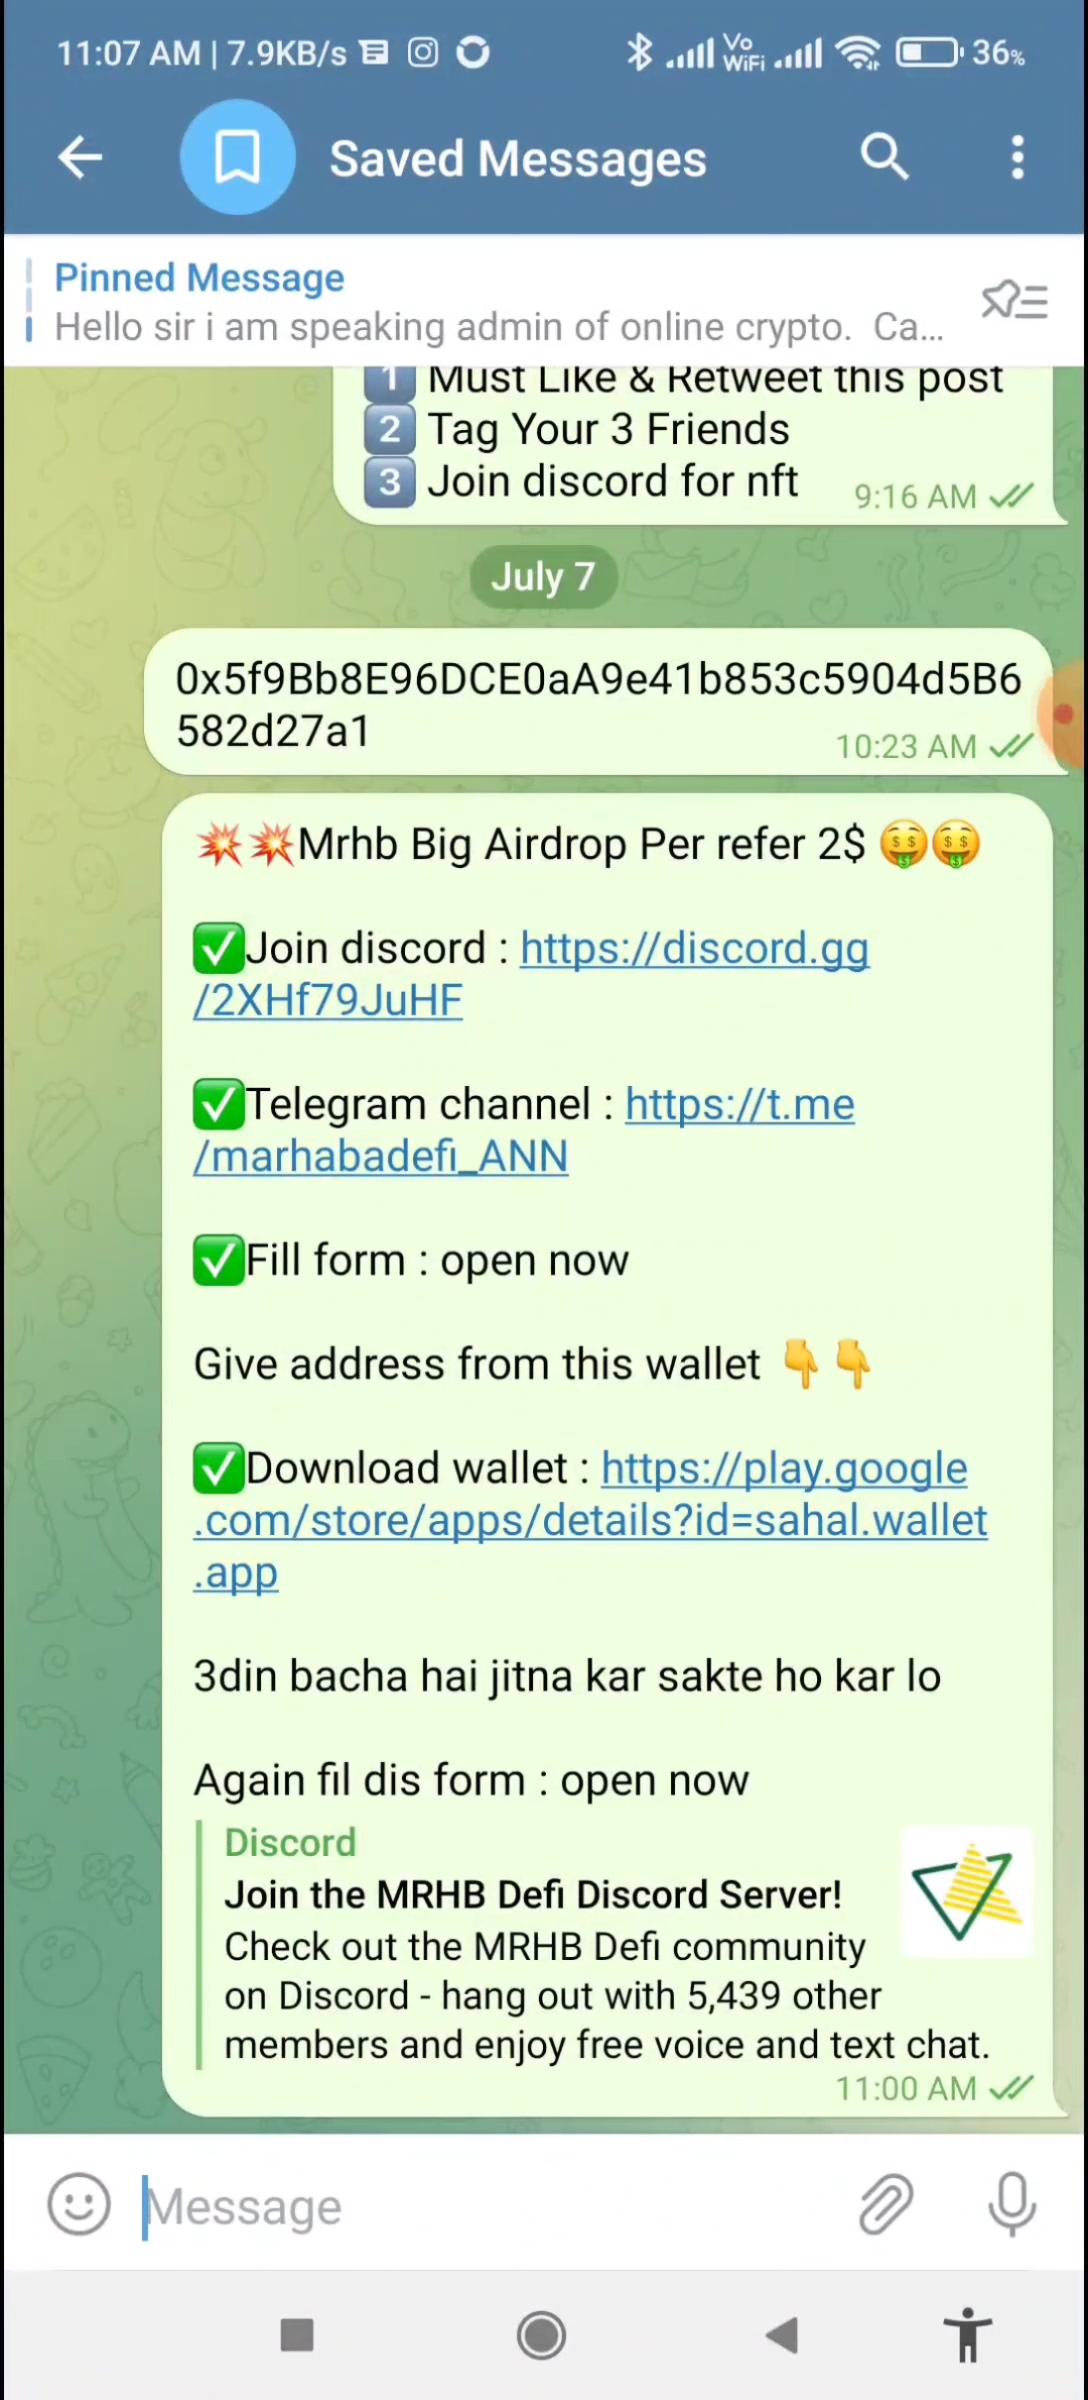 11:07 AM | 7.9KB/s
Vo
WiFi
36%
Saved Messages
Pinned Message
Hello sir i am speaking admin of online crypto.  Ca...
1 Must Like & Retweet this post
2 Tag Your 3 Friends
3 Join discord for nft
9:16 AM
July 7
0x5f9Bb8E96DCE0aA9e41b853c5904d5B6
582d27a1
10:23 AM
💥💥Mrhb Big Airdrop Per refer 2$ 🤑🤑
✅Join discord : https://discord.gg
/2XHf79JuHF
✅Telegram channel : https://t.me
/marhabadefi_ANN
✅Fill form : open now
Give address from this wallet 👇👇
✅Download wallet : https://play.google
.com/store/apps/details?id=sahal.wallet
.app
3din bacha hai jitna kar sakte ho kar lo
Again fil dis form : open now
Discord
Join the MRHB Defi Discord Server!
Check out the MRHB Defi community
on Discord - hang out with 5,439 other
members and enjoy free voice and text chat.
11:00 AM
Message